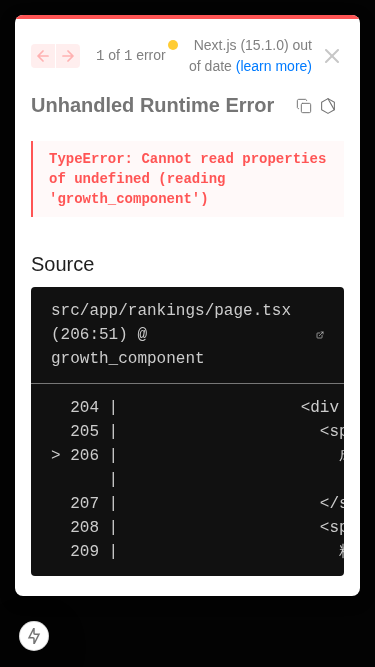 1 of 1 error
Next.js (15.1.0) out
of date (learn more)
Unhandled Runtime Error
TypeError: Cannot read properties
of undefined (reading
'growth_component')
Source
src/app/rankings/page.tsx
(206:51) @
growth_component
204 | <div
205 | <sp
> 206 |
|
207 | </s
208 | <sp
209 |